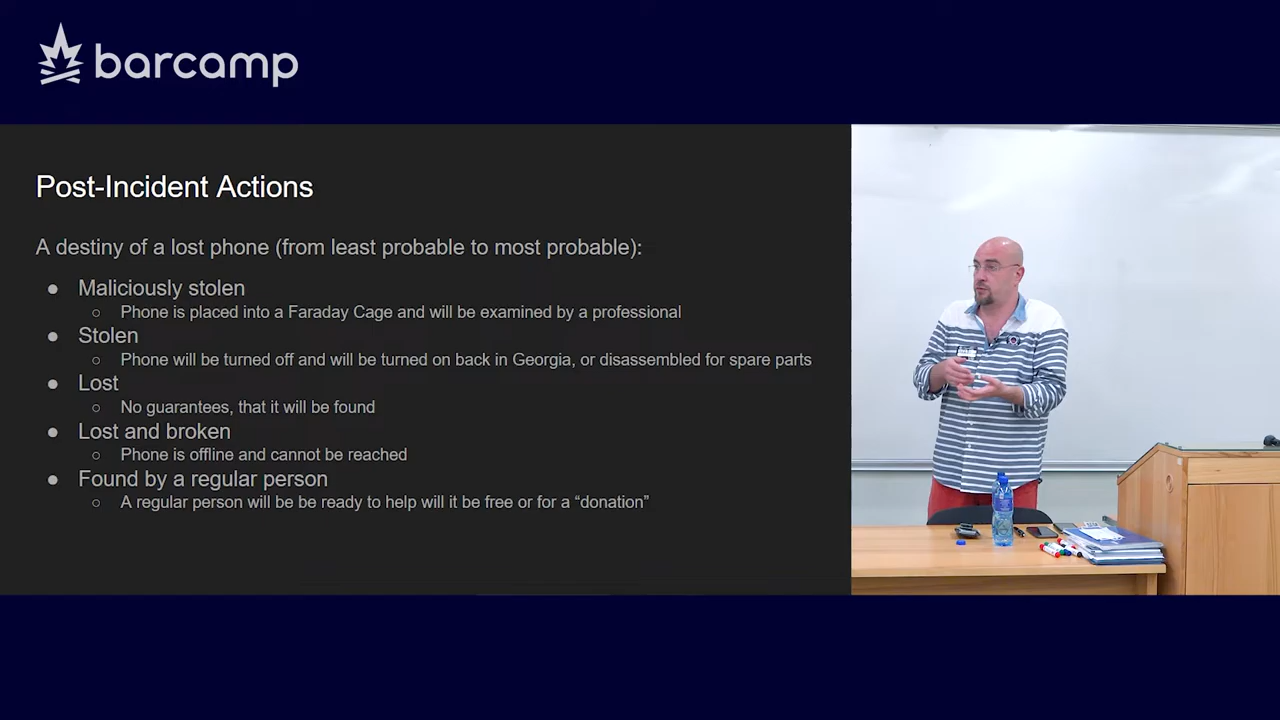 barcamp
Post-Incident Actions
A destiny of a lost phone (from least probable to most probable):
● Maliciously stolen
○ Phone is placed into a Faraday Cage and will be examined by a professional
● Stolen
○ Phone will be turned off and will be turned on back in Georgia, or disassembled for spare parts
● Lost
○ No guarantees, that it will be found
● Lost and broken
○ Phone is offline and cannot be reached
● Found by a regular person
○ A regular person will be be ready to help will it be free or for a “donation”